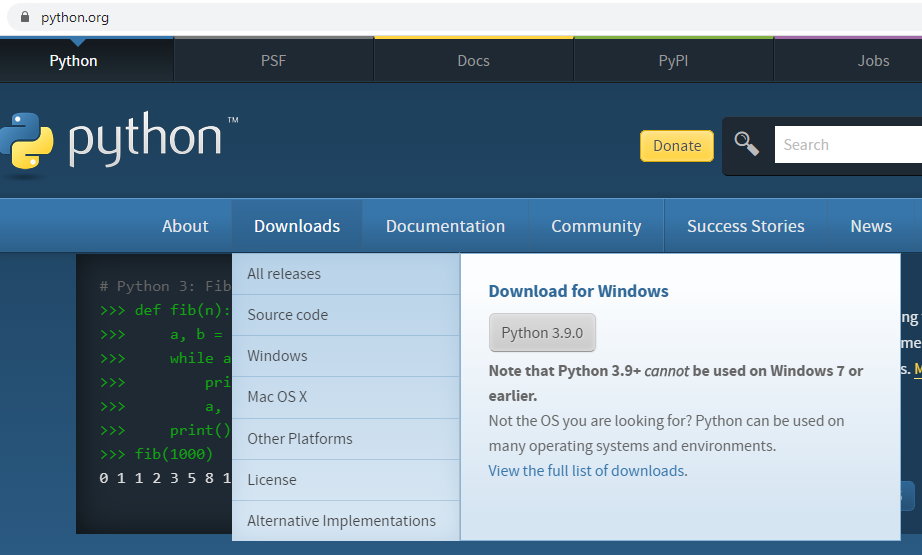 python.org
Python PSF Docs PyPI Jobs
python™
Donate Search
About Downloads Documentation Community Success Stories News
All releases
Source code
Windows
Mac OS X
Other Platforms
License
Alternative Implementations
Download for Windows
Python 3.9.0
Note that Python 3.9+ cannot be used on Windows 7 or
earlier.
Not the OS you are looking for? Python can be used on
many operating systems and environments.
View the full list of downloads.
# Python 3: Fib
>>> def fib(n):
>>> a, b =
>>> while a
>>> pri
>>> a,
>>> print()
>>> fib(1000)
0 1 1 2 3 5 8 1